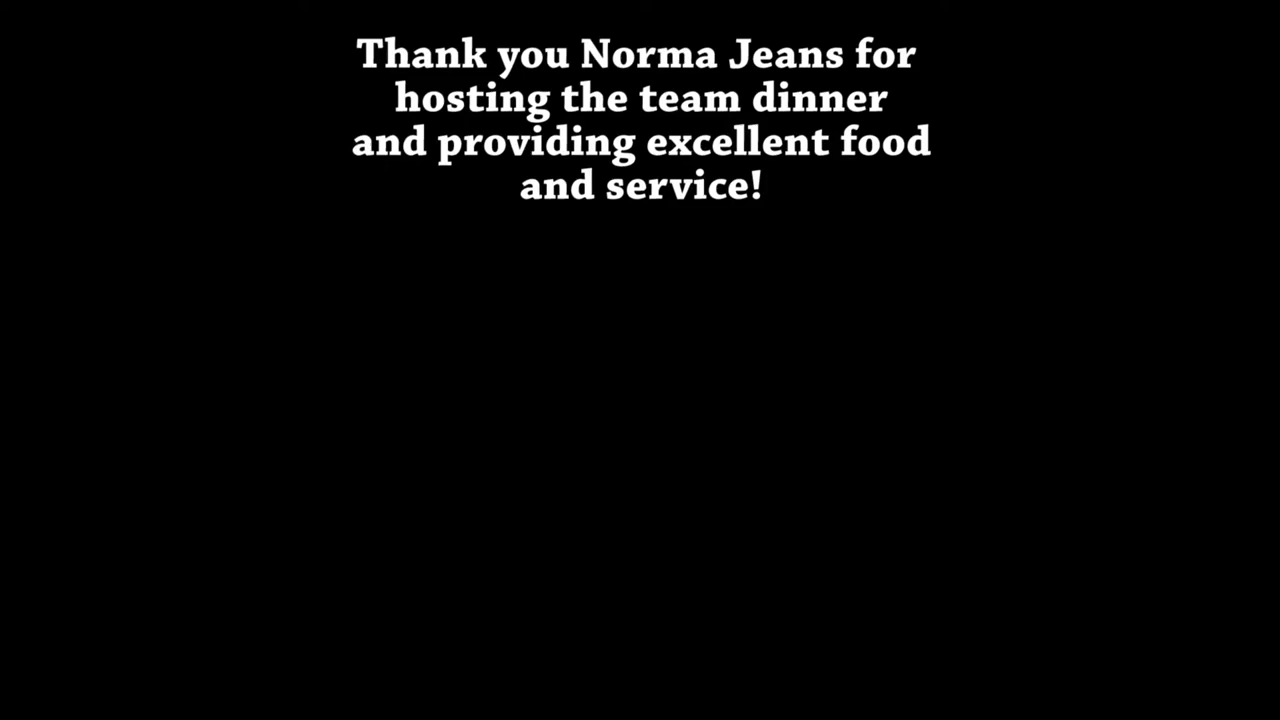 Thank you Norma Jeans for
hosting the team dinner
and providing excellent food
and service!